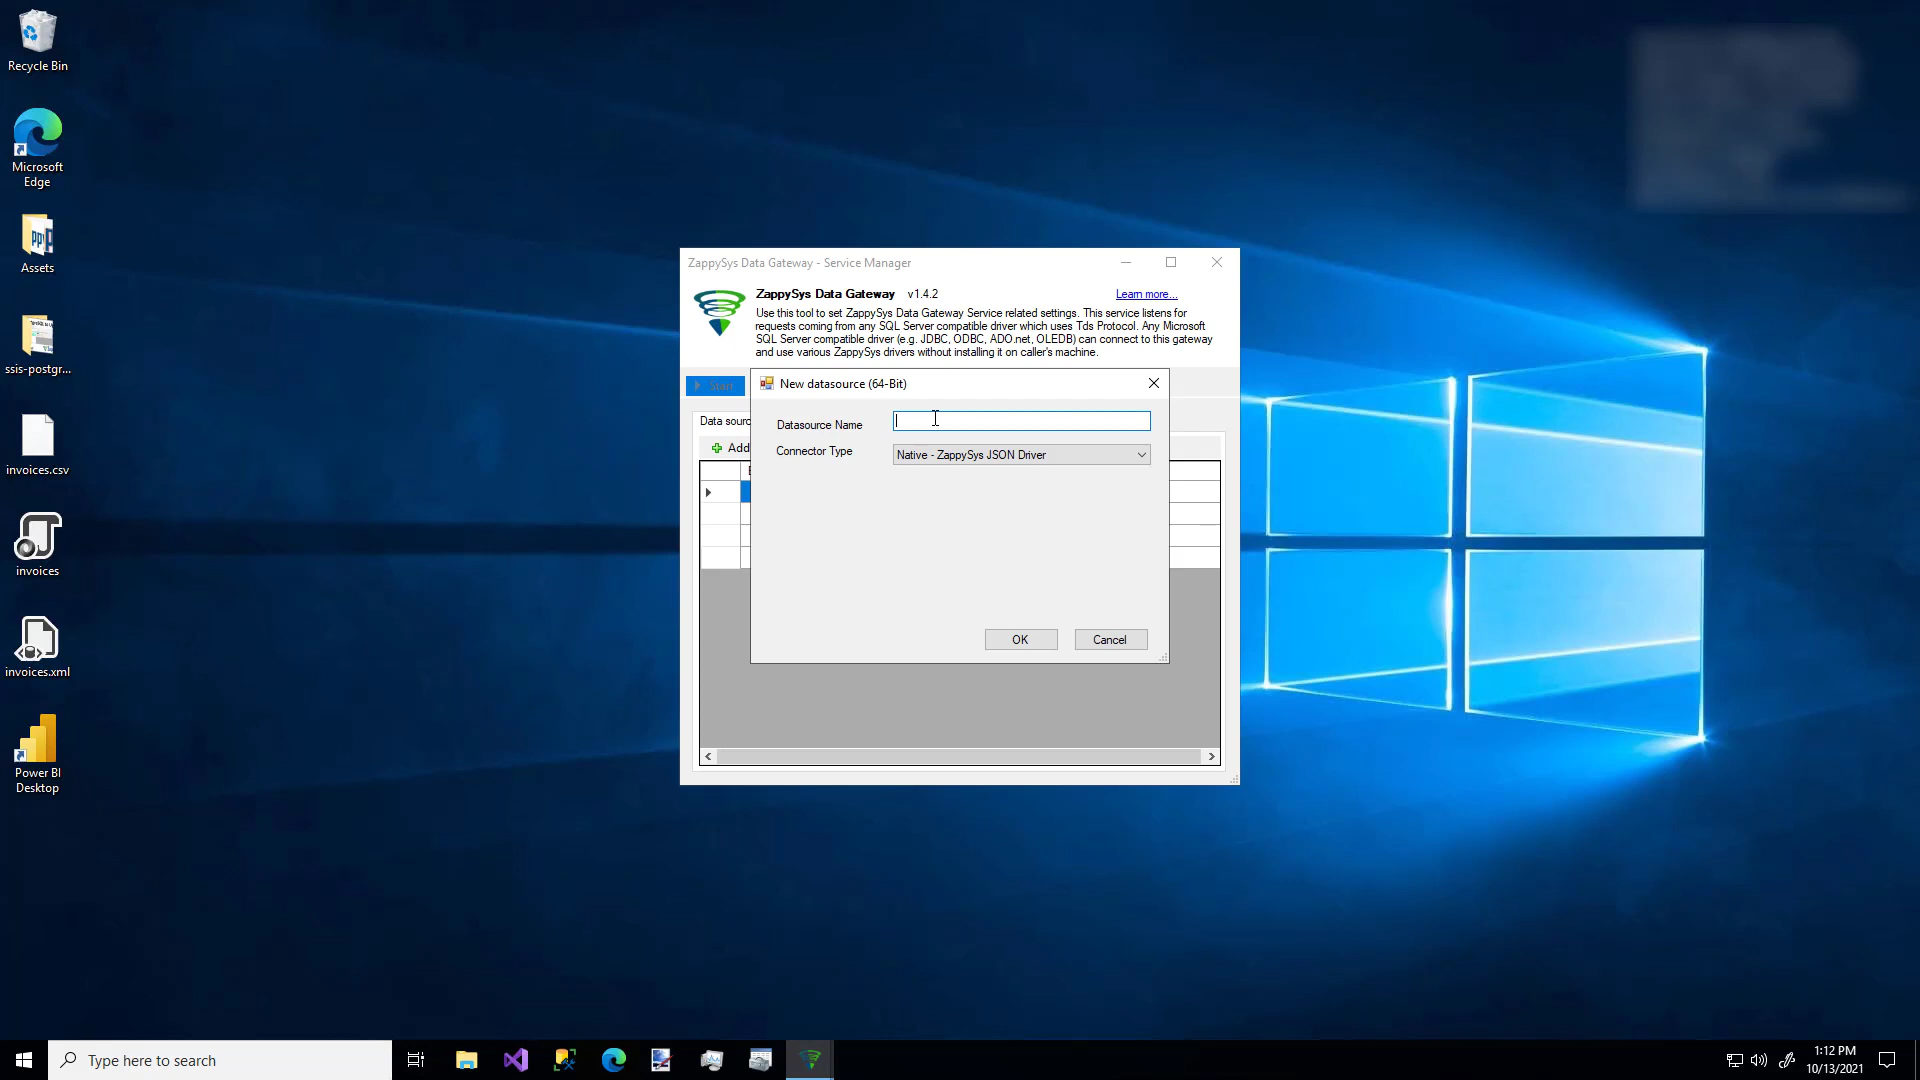 Recycle Bin
Microsoft
Edge
Assets
ssis-postgr...
invoices.csv
invoices
invoices.xml
Power BI
Desktop
ZappySys Data Gateway - Service Manager
ZappySys Data Gateway v1.4.2
Learn more...
Use this tool to set ZappySys Data Gateway Service related settings. This service listens for
requests coming from any SQL Server compatible driver which uses Tds Protocol. Any Microsoft
SQL Server compatible driver (e.g. JDBC, ODBC, ADO.net, OLEDB) can connect to this gateway
and use various ZappySys drivers without installing it on caller's machine.
Start
Data sourc
Add
New datasource (64-Bit)
Datasource Name
Connector Type
Native - ZappySys JSON Driver
OK
Cancel
Type here to search
1:12 PM
10/13/2021